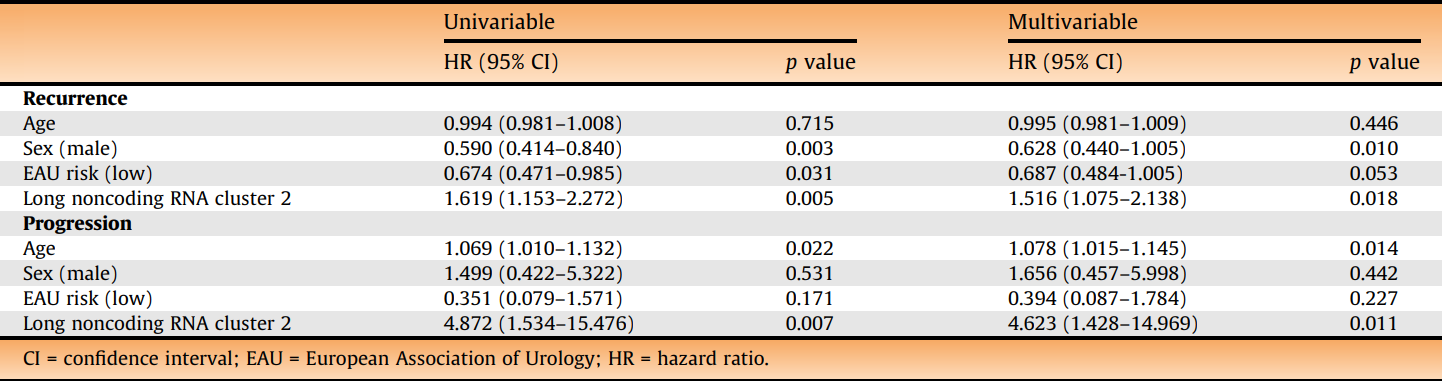 Univariable Multivariable
HR (95% CI) p value HR (95% CI) p value
Recurrence
Age 0.994 (0.981–1.008) 0.715 0.995 (0.981–1.009) 0.446
Sex (male) 0.590 (0.414–0.840) 0.003 0.628 (0.440–1.005) 0.010
EAU risk (low) 0.674 (0.471–0.985) 0.031 0.687 (0.484-1.005) 0.053
Long noncoding RNA cluster 2 1.619 (1.153–2.272) 0.005 1.516 (1.075–2.138) 0.018
Progression
Age 1.069 (1.010–1.132) 0.022 1.078 (1.015–1.145) 0.014
Sex (male) 1.499 (0.422–5.322) 0.531 1.656 (0.457–5.998) 0.442
EAU risk (low) 0.351 (0.079–1.571) 0.171 0.394 (0.087–1.784) 0.227
Long noncoding RNA cluster 2 4.872 (1.534–15.476) 0.007 4.623 (1.428–14.969) 0.011
CI = confidence interval; EAU = European Association of Urology; HR = hazard ratio.